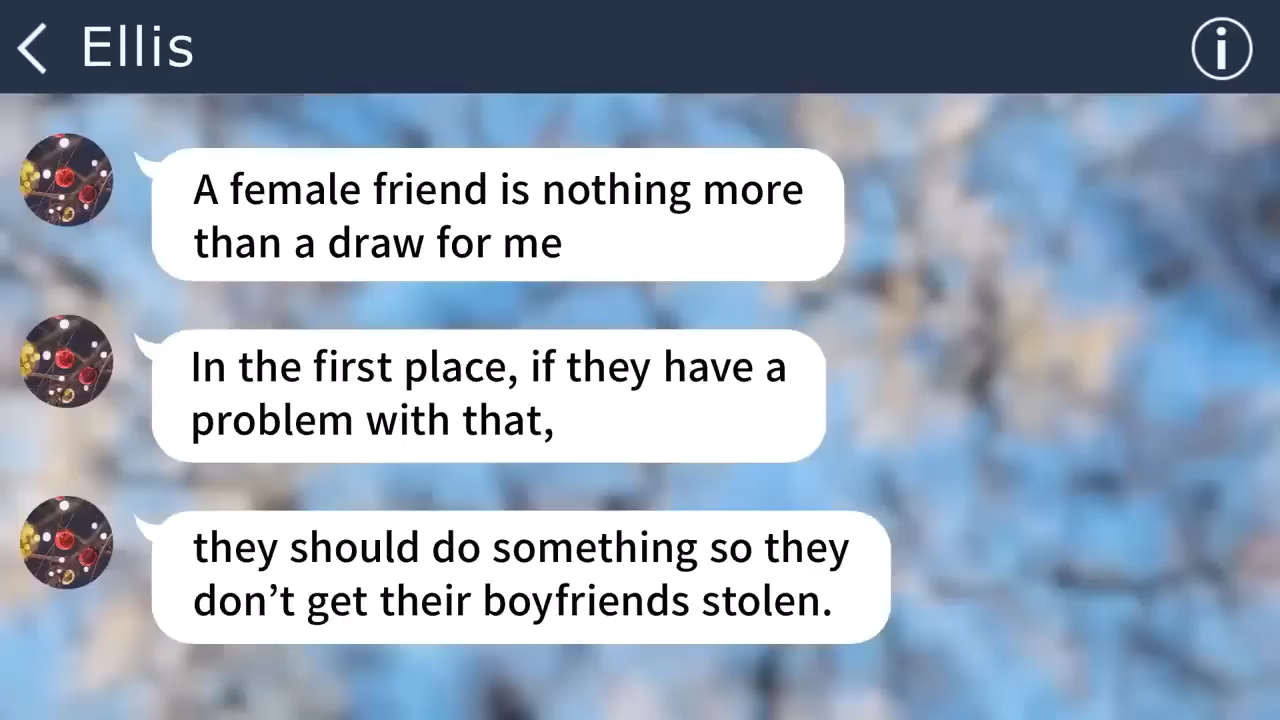 Ellis
A female friend is nothing more
than a draw for me
In the first place, if they have a
problem with that,
they should do something so they
don’t get their boyfriends stolen.